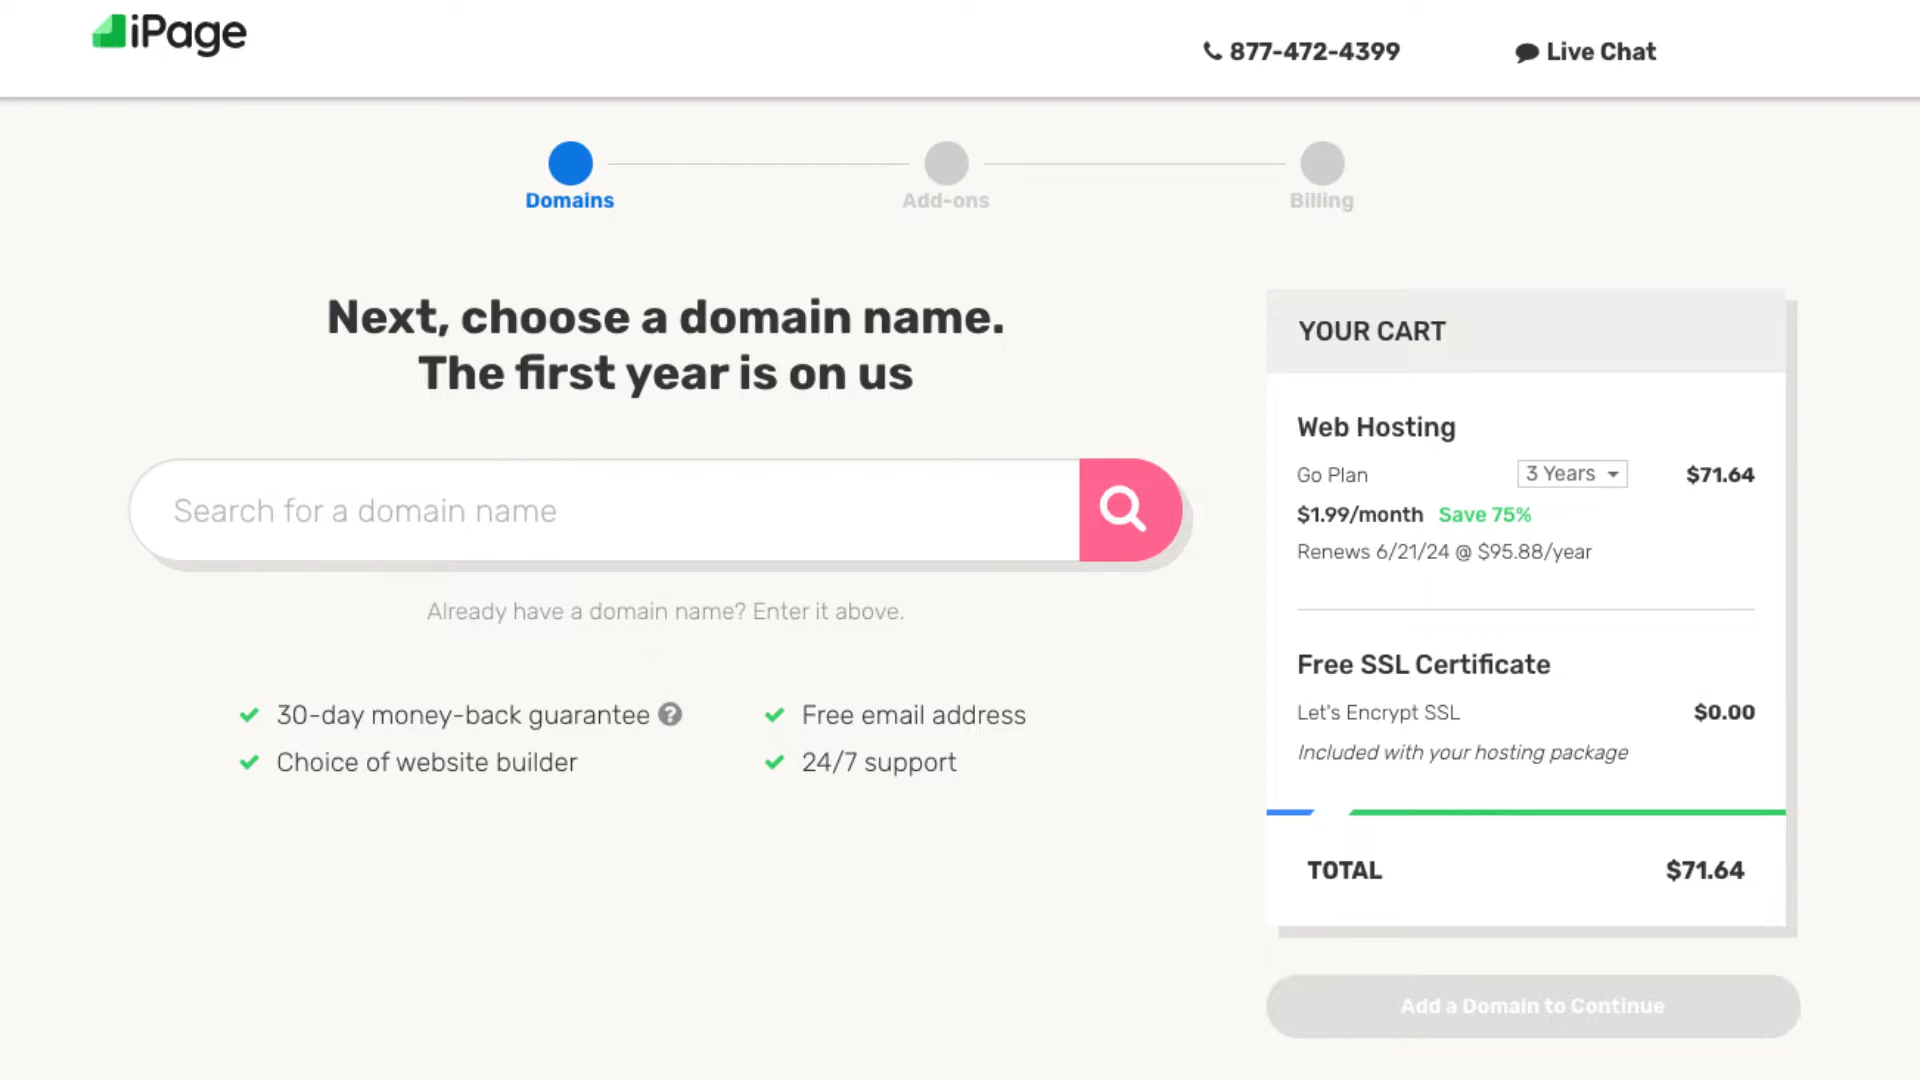 iPage
877-472-4399
Live Chat
Domains
Add-ons
Billing
Next, choose a domain name.
The first year is on us
Search for a domain name
Already have a domain name? Enter it above.
30-day money-back guarantee ?
Free email address
Choice of website builder
24/7 support
YOUR CART
Web Hosting
Go Plan 3 Years $71.64
$1.99/month Save 75%
Renews 6/21/24 @ $95.88/year
Free SSL Certificate
Let's Encrypt SSL $0.00
Included with your hosting package
TOTAL $71.64
Add a Domain to Continue